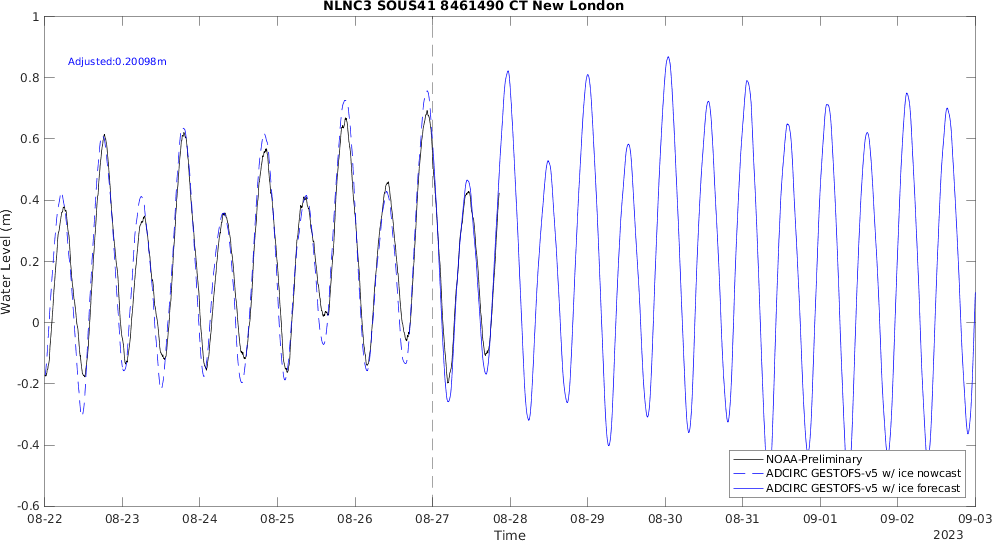 NLNC3 SOUS41 8461490 CT New London
Adjusted:0.20098m
Water Level (m)
1
0.8
0.6
0.4
0.2
0
-0.2
-0.4
-0.6
NOAA-Preliminary
ADCIRC GESTOFS-v5 w/ ice nowcast
ADCIRC GESTOFS-v5 w/ ice forecast
08-22 08-23 08-24 08-25 08-26 08-27 08-28 08-29 08-30 08-31 09-01 09-02 09-03
Time
2023